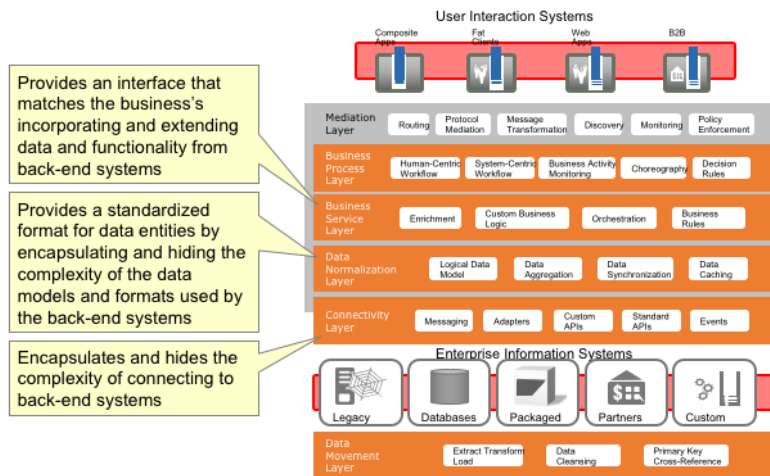 User Interaction Systems
Composite
Apps
Fat
Clients
Web
Apps
B2B
Provides an interface that
matches the business's
incorporating and extending
data and functionality from
back-end systems
Provides a standardized
format for data entities by
encapsulating and hiding the
complexity of the data
models and formats used by
the back-end systems
Encapsulates and hides the
complexity of connecting to
back-end systems
Mediation
Layer
Routing
Protocol
Mediation
Message
Transformation
Discovery
Monitoring
Policy
Enforcement
Business
Process
Layer
Human-Centric
Workflow
System-Centric
Workflow
Business Activity
Monitoring
Choreography
Decision
Rules
Business
Service
Layer
Enrichment
Custom Business
Logic
Orchestration
Business
Rules
Data
Normalization
Layer
Logical Data
Model
Data
Aggregation
Data
Synchronization
Data
Caching
Connectivity
Layer
Messaging
Adapters
Custom
APIs
Standard
APIs
Events
Enterprise Information Systems
Legacy
Databases
Packaged
$
Partners
Custom
Data
Movement
Layer
Extract Transform
Load
Data
Cleansing
Primary Key
Cross-Reference